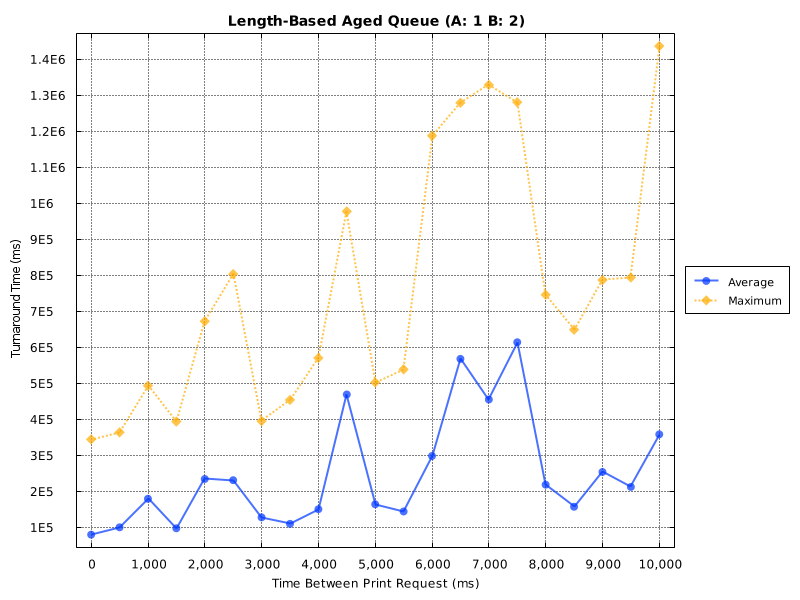 Length-Based Aged Queue (A: 1 B: 2)
1.4E6
1.3E6
1.2E6
1.1E6
1E6
9E5
8E5
7E5
6E5
5E5
4E5
3E5
2E5
1E5
Turnaround Time (ms)
0 1,000 2,000 3,000 4,000 5,000 6,000 7,000 8,000 9,000 10,000
Time Between Print Request (ms)
Average
Maximum